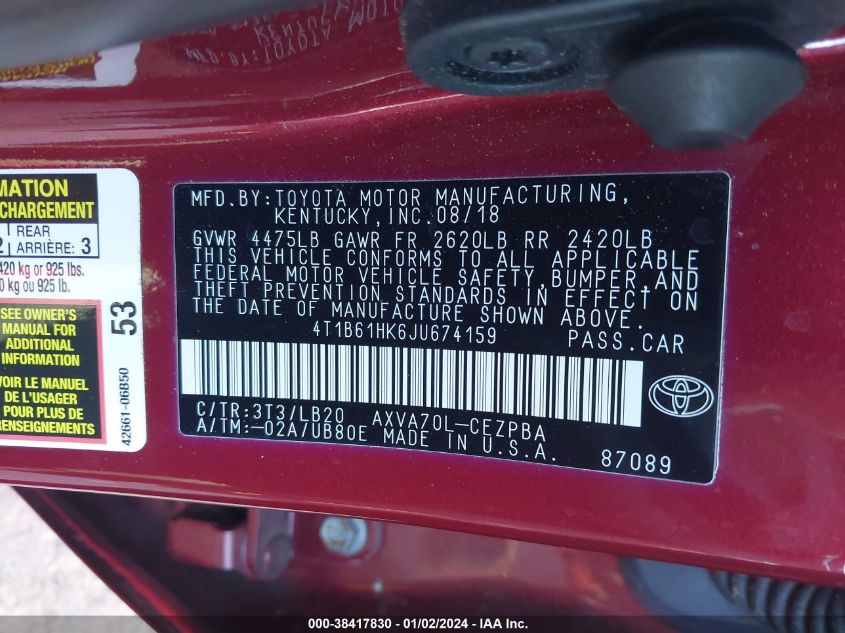 MATION
CHARGEMENT
REAR
2 ARRIÈRE: 3
420 kg or 925 lbs.
0 kg ou 925 lb.
SEE OWNER'S
MANUAL FOR
ADDITIONAL
INFORMATION
VOIR LE MANUEL
DE L'USAGER
POUR PLUS DE
RENSEIGNEMENTS
53
42661-06B50
MFD.BY:TOYOTA MOTOR MANUFACTURING,
KENTUCKY,INC.08/18
GVWR 4475LB GAWR FR 2620LB RR 2420LB
THIS VEHICLE CONFORMS TO ALL APPLICABLE
FEDERAL MOTOR VEHICLE SAFETY,BUMPER,AND
THEFT PREVENTION STANDARDS IN EFFECT ON
THE DATE OF MANUFACTURE SHOWN ABOVE.
4T1B61HK6JU674159 PASS.CAR
C/TR:3T3/LB20 AXVA70L-CEZPBA
A/TM:-02A/UB80E MADE IN U.S.A.
87089
000-38417830 - 01/02/2024 - IAA Inc.